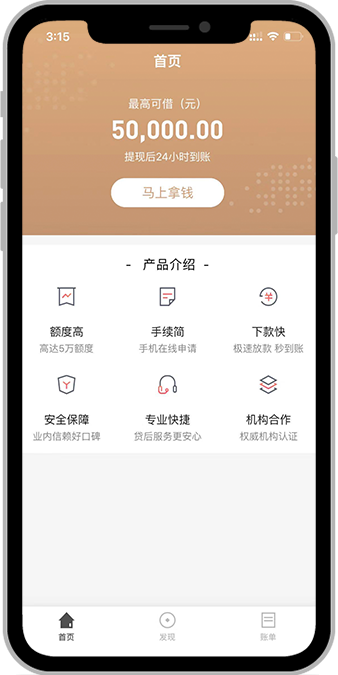 3:15
首页
最高可借（元）
50,000.00
提现后24小时到账
马上拿钱
- 产品介绍 -
额度高
手续简
下款快
高达5万额度
手机在线申请
极速放款 秒到账
安全保障
专业快捷
机构合作
业内信赖好口碑
贷后服务更安心
权威机构认证
首页
发现
账单